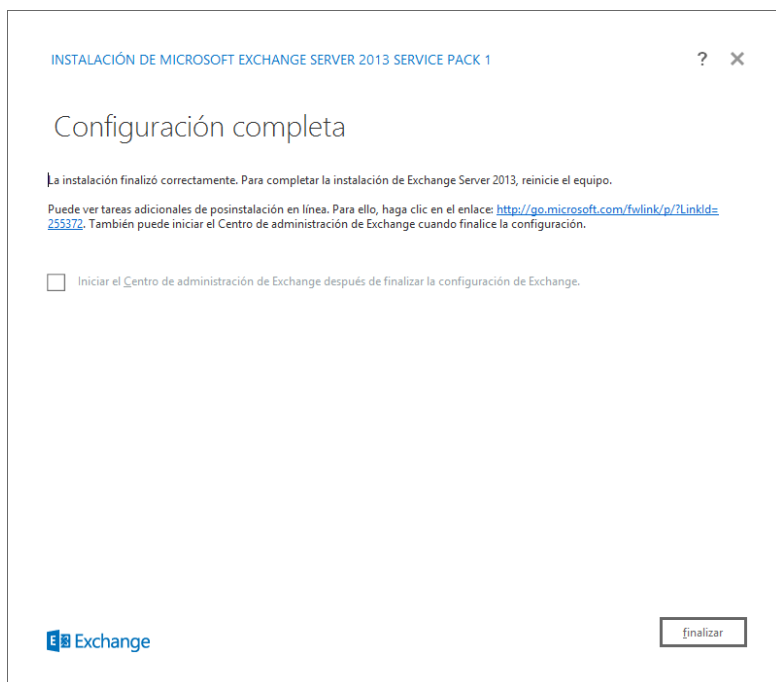 INSTALACIÓN DE MICROSOFT EXCHANGE SERVER 2013 SERVICE PACK 1
?
Configuración completa
La instalación finalizó correctamente. Para completar la instalación de Exchange Server 2013, reinicie el equipo.
Puede ver tareas adicionales de posinstalación en línea. Para ello, haga clic en el enlace: http://go.microsoft.com/fwlink/p/?LinkId=
255372. También puede iniciar el Centro de administración de Exchange cuando finalice la configuración.
Iniciar el Centro de administración de Exchange después de finalizar la configuración de Exchange.
Exchange
finalizar